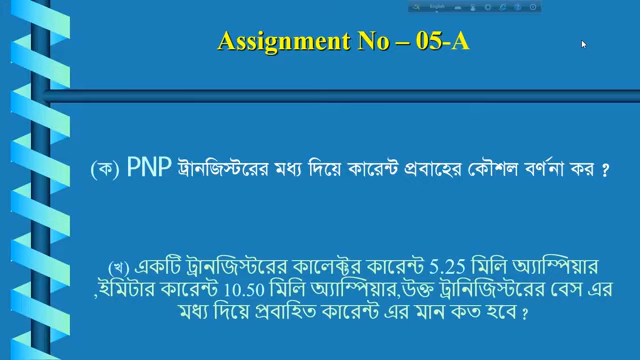 English
Assignment No – 05-A
(ক) PNP ট্রানজিস্টরের মধ্য দিয়ে কারেন্ট প্রবাহের কৌশল বর্ণনা কর ?
(খ) একটি ট্রানজিস্টরের কালেক্টর কারেন্ট 5.25 মিলি অ্যাম্পিয়ার
,ইমিটার কারেন্ট 10.50 মিলি অ্যাম্পিয়ার,উক্ত ট্রানিজিস্টরের বেস এর
মধ্য দিয়ে প্রবাহিত কারেন্ট এর মান কত হবে ?